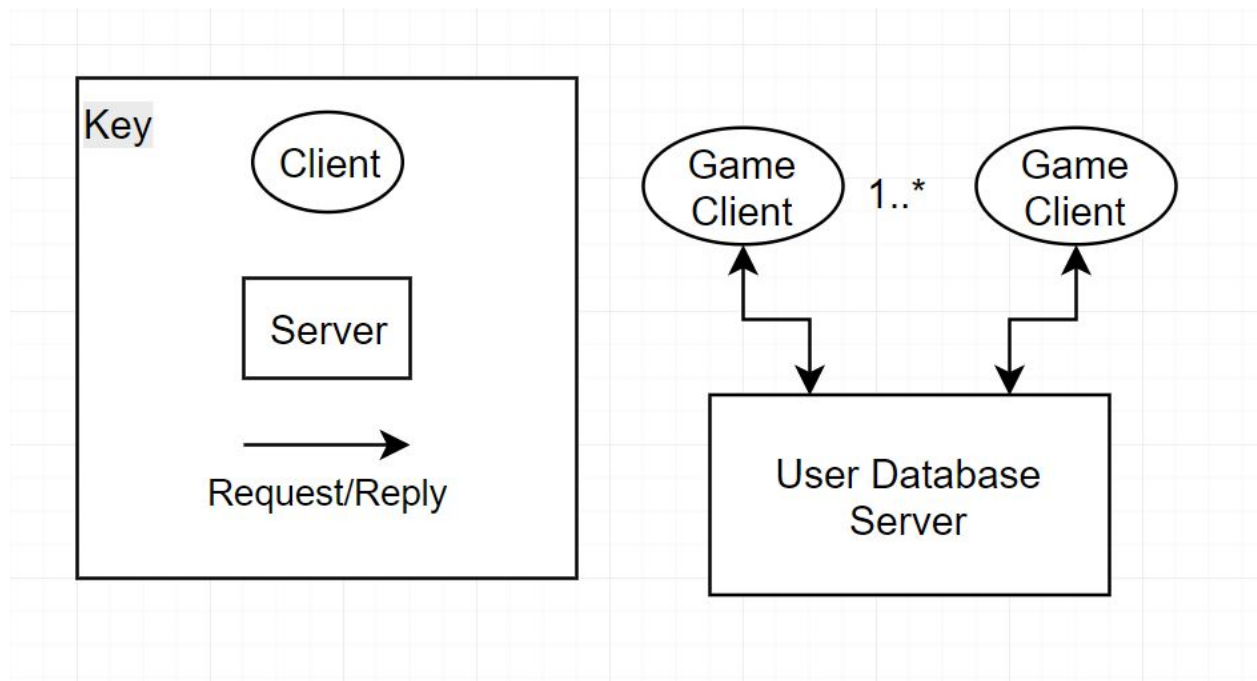 Key
Client
Server
Request/Reply
Game
Client
1..*
Game
Client
User Database
Server